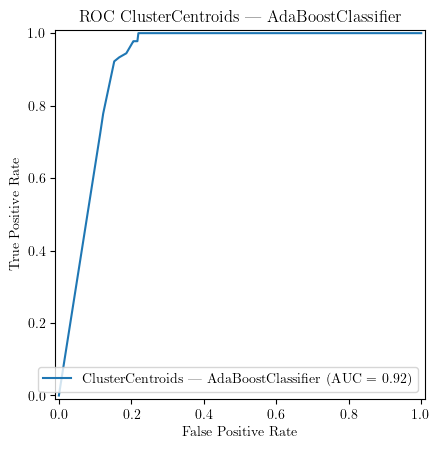 ROC ClusterCentroids — AdaBoostClassifier
1.0
0.8
0.6
0.4
0.2
0.0
True Positive Rate
ClusterCentroids — AdaBoostClassifier (AUC = 0.92)
0.0 0.2 0.4 0.6 0.8 1.0
False Positive Rate